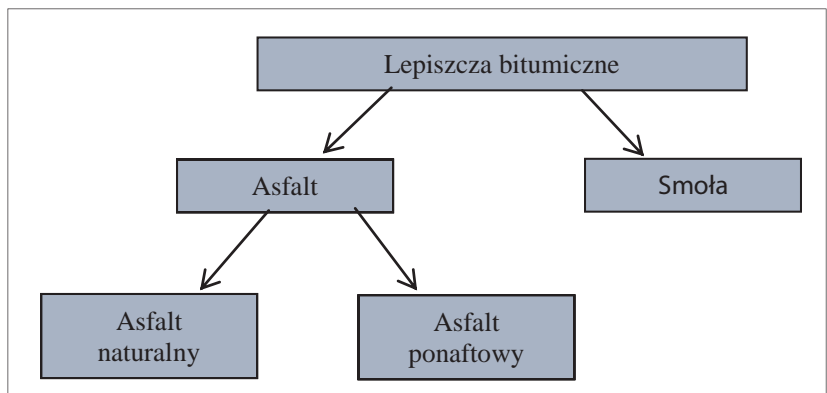 Lepiszcza bitumiczne
Asfalt
Smoła
Asfalt
naturalny
Asfalt
ponaftowy